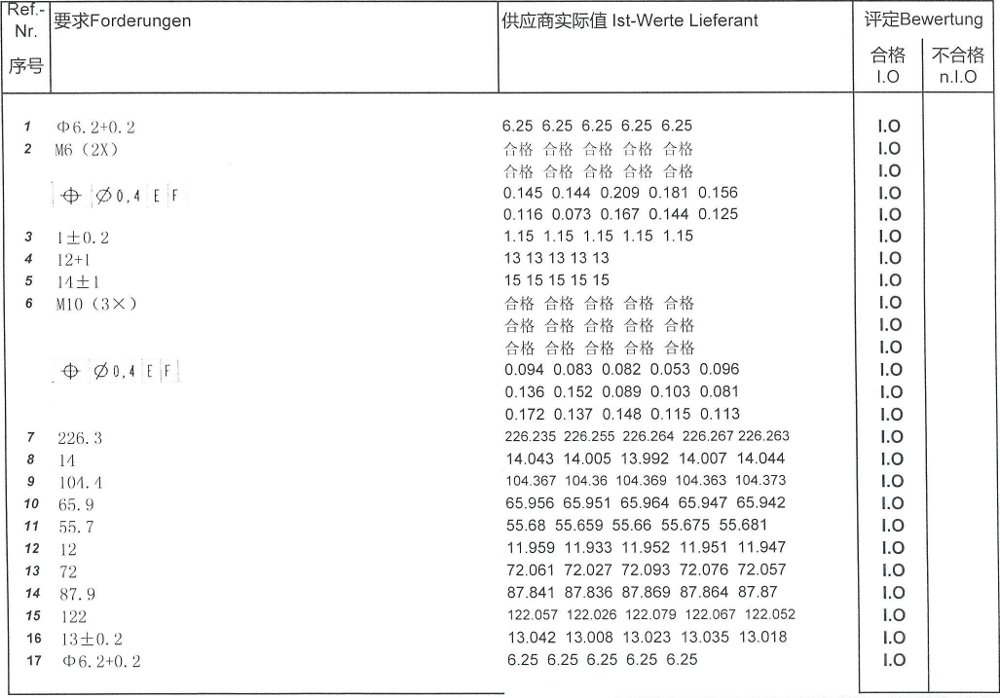 Ref.-Nr. 序号 要求Forderungen 供应商实际值 Ist-Werte Lieferant 评定Bewertung
合格 I.O 不合格 n.I.O
1 Φ6.2+0.2 6.25 6.25 6.25 6.25 6.25 I.O
2 M6（2X） 合格 合格 合格 合格 合格 I.O
合格 合格 合格 合格 合格 I.O
⌖ ∅0,4 E F 0.145 0.144 0.209 0.181 0.156 I.O
0.116 0.073 0.167 0.144 0.125 I.O
3 1±0.2 1.15 1.15 1.15 1.15 1.15 I.O
4 12+1 13 13 13 13 13 I.O
5 14±1 15 15 15 15 15 I.O
6 M10（3×） 合格 合格 合格 合格 合格 I.O
合格 合格 合格 合格 合格 I.O
合格 合格 合格 合格 合格 I.O
⌖ ∅0,4 E F 0.094 0.083 0.082 0.053 0.096 I.O
0.136 0.152 0.089 0.103 0.081 I.O
0.172 0.137 0.148 0.115 0.113 I.O
7 226.3 226.235 226.255 226.264 226.267 226.263 I.O
8 14 14.043 14.005 13.992 14.007 14.044 I.O
9 104.4 104.367 104.36 104.369 104.363 104.373 I.O
10 65.9 65.956 65.951 65.964 65.947 65.942 I.O
11 55.7 55.68 55.659 55.66 55.675 55.681 I.O
12 12 11.959 11.933 11.952 11.951 11.947 I.O
13 72 72.061 72.027 72.093 72.076 72.057 I.O
14 87.9 87.841 87.836 87.869 87.864 87.87 I.O
15 122 122.057 122.026 122.079 122.067 122.052 I.O
16 13±0.2 13.042 13.008 13.023 13.035 13.018 I.O
17 Φ6.2+0.2 6.25 6.25 6.25 6.25 6.25 I.O